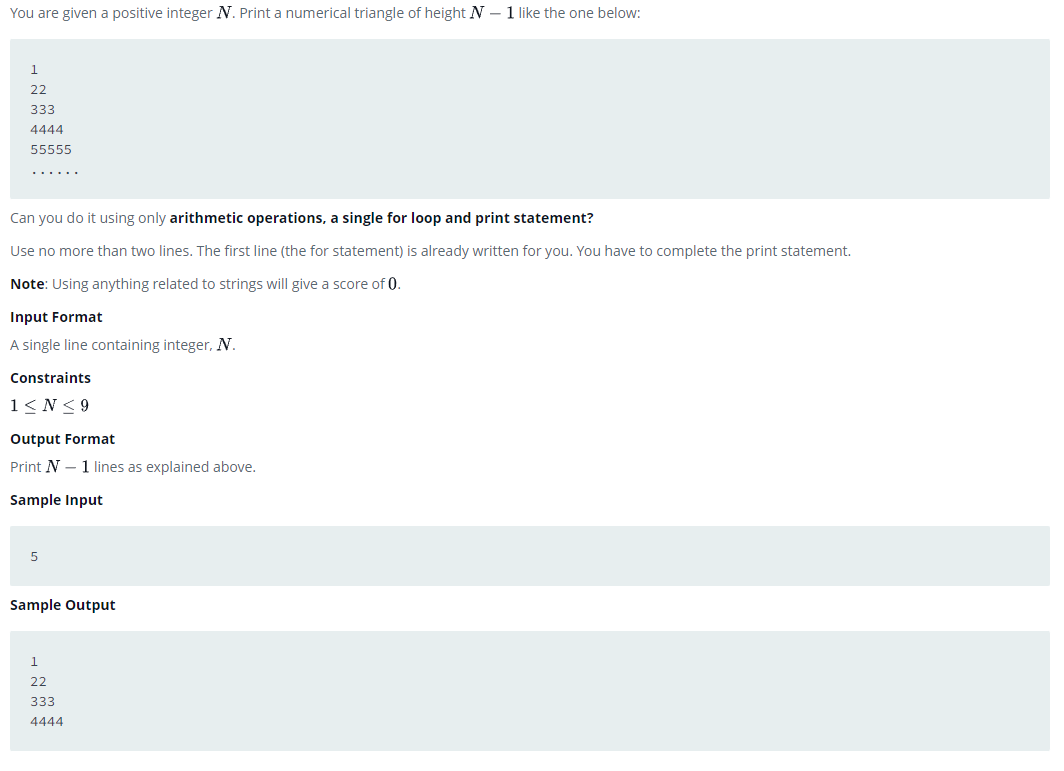 You are given a positive integer N. Print a numerical triangle of height N − 1 like the one below:
1
22
333
4444
55555
......
Can you do it using only arithmetic operations, a single for loop and print statement?
Use no more than two lines. The first line (the for statement) is already written for you. You have to complete the print statement.
Note: Using anything related to strings will give a score of 0.
Input Format
A single line containing integer, N.
Constraints
1 ≤ N ≤ 9
Output Format
Print N − 1 lines as explained above.
Sample Input
5
Sample Output
1
22
333
4444